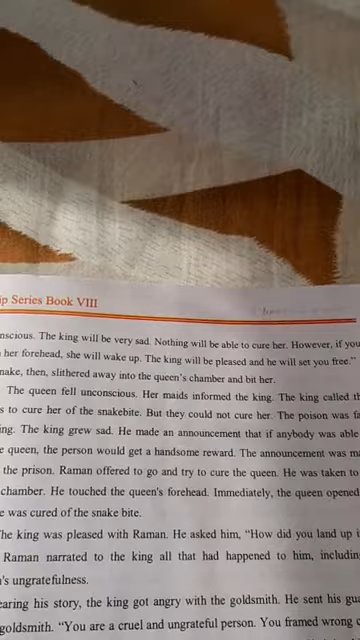 ip Series Book VIII
nscious. The king will be very sad. Nothing will be able to cure her. However, if you
her forehead, she will wake up. The king will be pleased and he will set you free."
nake, then, slithered away into the queen's chamber and bit her.
The queen fell unconscious. Her maids informed the king. The king called th
s to cure her of the snakebite. But they could not cure her. The poison was fa
ing. The king grew sad. He made an announcement that if anybody was able
e queen, the person would get a handsome reward. The announcement was ma
the prison. Raman offered to go and try to cure the queen. He was taken to
chamber. He touched the queen's forehead. Immediately, the queen opened
e was cured of the snake bite.
he king was pleased with Raman. He asked him, "How did you land up i
Raman narrated to the king all that had happened to him, includin
's ungratefulness.
earing his story, the king got angry with the goldsmith. He sent his gua
goldsmith. "You are a cruel and ungrateful person. You framed wrong c